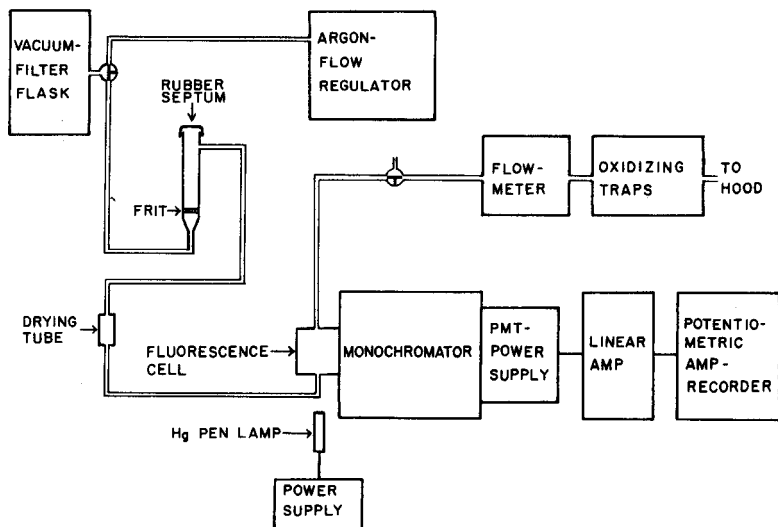 VACUUM-
FILTER
FLASK
ARGON-
FLOW
REGULATOR
RUBBER
SEPTUM
FRIT
FLOW-
METER
OXIDIZING
TRAPS
TO
HOOD
DRYING
TUBE
FLUORESCENCE
CELL
MONOCHROMATOR
PMT-
POWER
SUPPLY
LINEAR
AMP
POTENTIO-
METRIC
AMP-
RECORDER
Hg PEN LAMP
POWER
SUPPLY